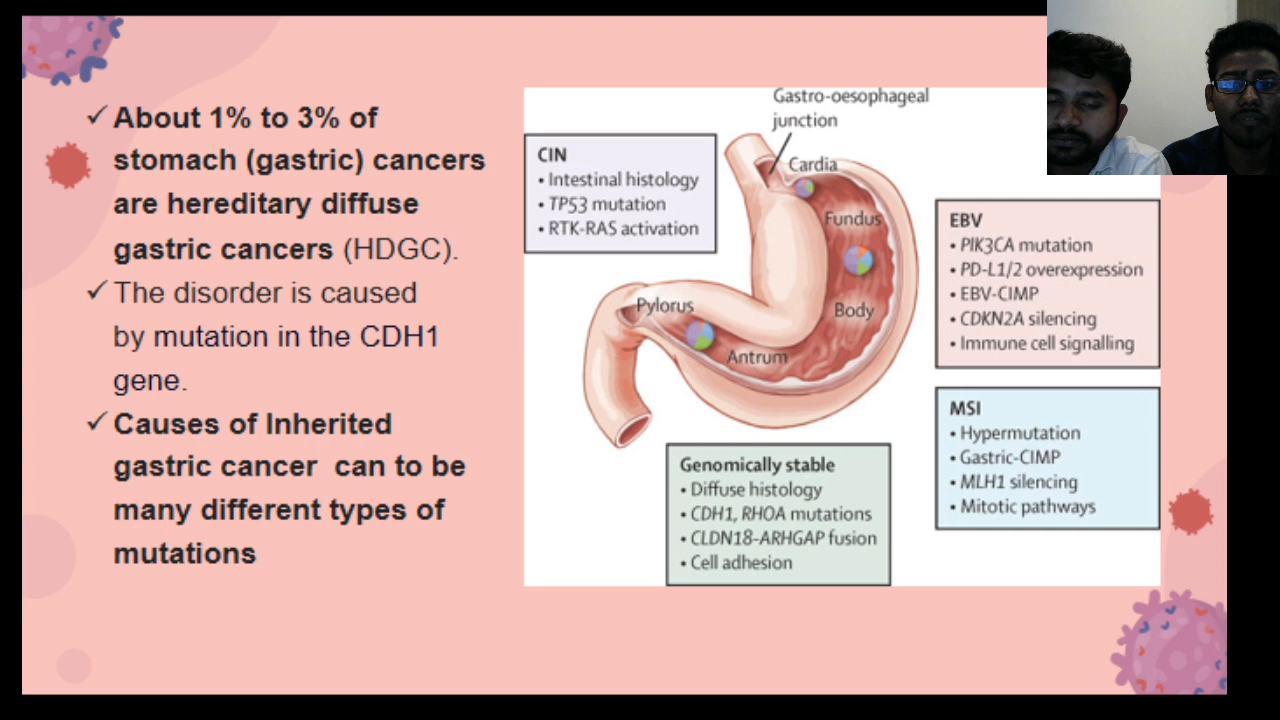 ✓ About 1% to 3% of
stomach (gastric) cancers
are hereditary diffuse
gastric cancers (HDGC).
✓ The disorder is caused
by mutation in the CDH1
gene.
✓ Causes of Inherited
gastric cancer  can to be
many different types of
mutations
Gastro-oesophageal
junction
CIN
• Intestinal histology
• TP53 mutation
• RTK-RAS activation
Cardia
Fundus
Body
Pylorus
Antrum
EBV
• PIK3CA mutation
• PD-L1/2 overexpression
• EBV-CIMP
• CDKN2A silencing
• Immune cell signalling
MSI
• Hypermutation
• Gastric-CIMP
• MLH1 silencing
• Mitotic pathways
Genomically stable
• Diffuse histology
• CDH1, RHOA mutations
• CLDN18-ARHGAP fusion
• Cell adhesion